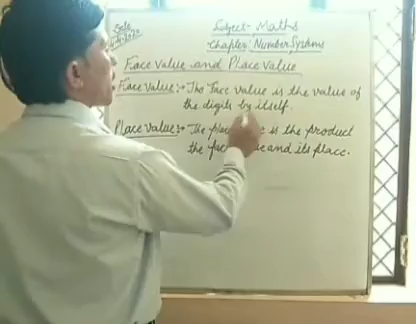 Subject- Maths
Chapter: Number Systems
Face Value and Place Value
Face Value:- The Face value is the value of
the digits by itself.
Place Value:- The is the product
the and its place.